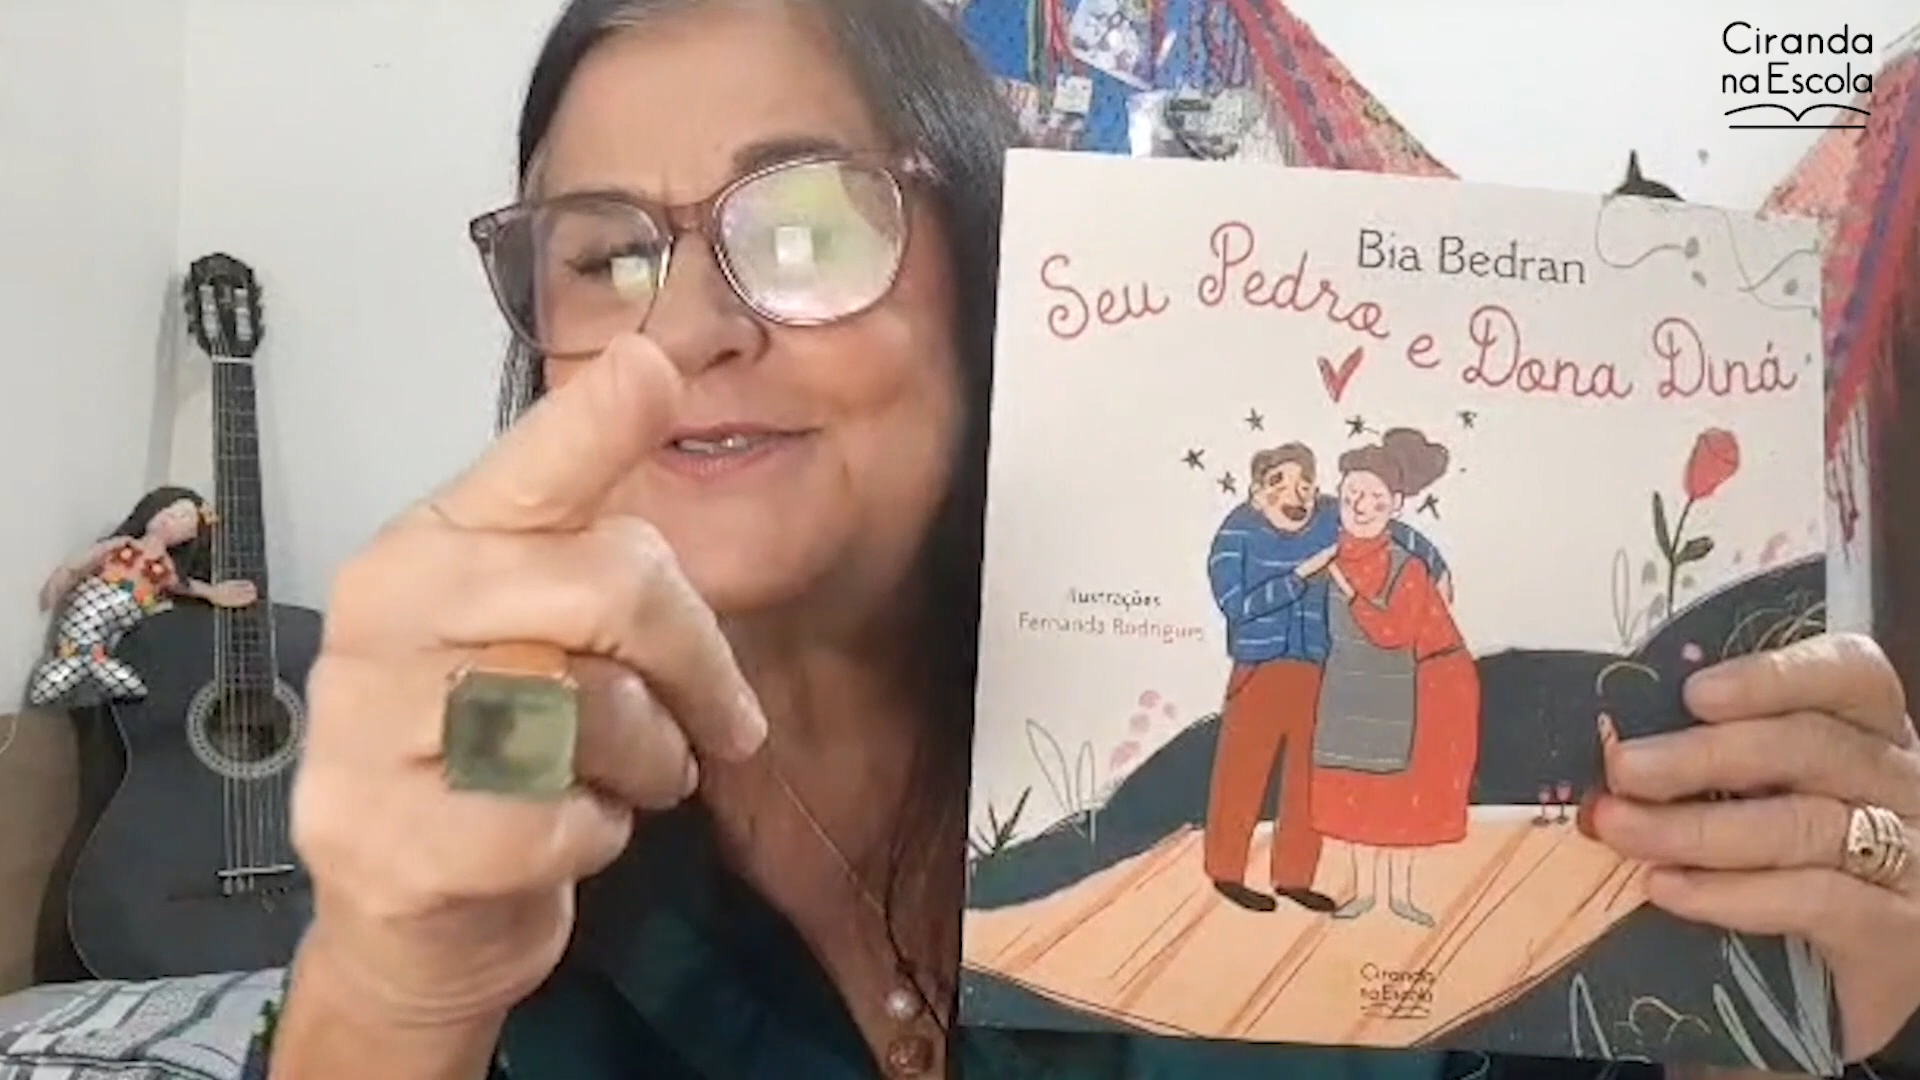 Ciranda
na Escola
Bia Bedran
Seu Pedro e Dona Diná
Ilustrações
Fernanda Rodrigues
Ciranda
na Escola